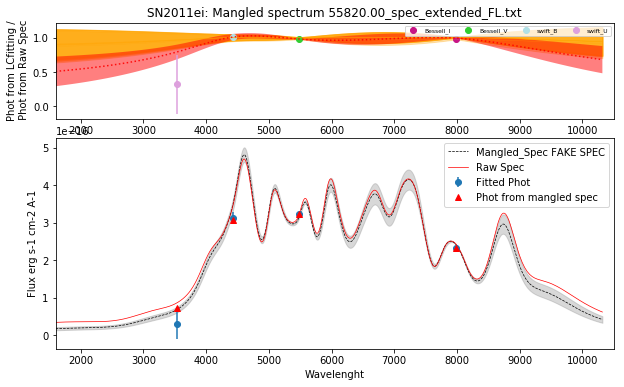 SN2011ei: Mangled spectrum 55820.00_spec_extended_FL.txt
Phot from LCfitting /
Phot from Raw Spec
1.0
0.5
0.0
Bessell_I
Bessell_V
swift_B
swift_U
2000 3000 4000 5000 6000 7000 8000 9000 10000
1e-16
Flux erg s-1 cm-2 A-1
5
4
3
2
1
0
Mangled_Spec FAKE SPEC
Raw Spec
Fitted Phot
Phot from mangled spec
2000 3000 4000 5000 6000 7000 8000 9000 10000
Wavelenght